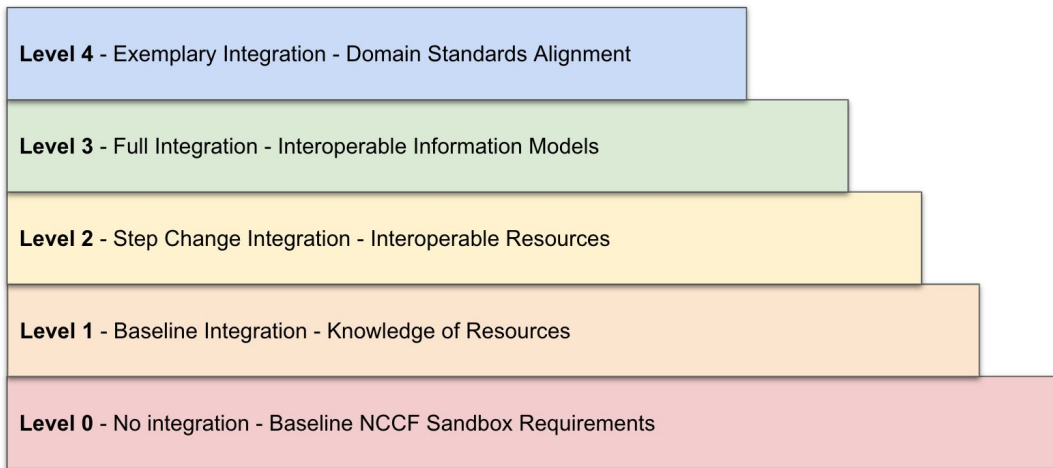 Level 4 - Exemplary Integration - Domain Standards Alignment
Level 3 - Full Integration - Interoperable Information Models
Level 2 - Step Change Integration - Interoperable Resources
Level 1 - Baseline Integration - Knowledge of Resources
Level 0 - No integration - Baseline NCCF Sandbox Requirements